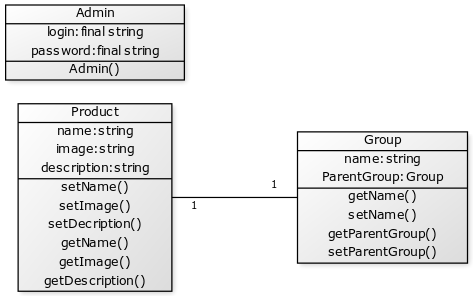 Admin
login:final string
password:final string
Admin()
Product
name:string
image:string
description:string
setName()
setImage()
setDecription()
getName()
getImage()
getDescription()
1
1
Group
name:string
ParentGroup:Group
getName()
setName()
getParentGroup()
setParentGroup()